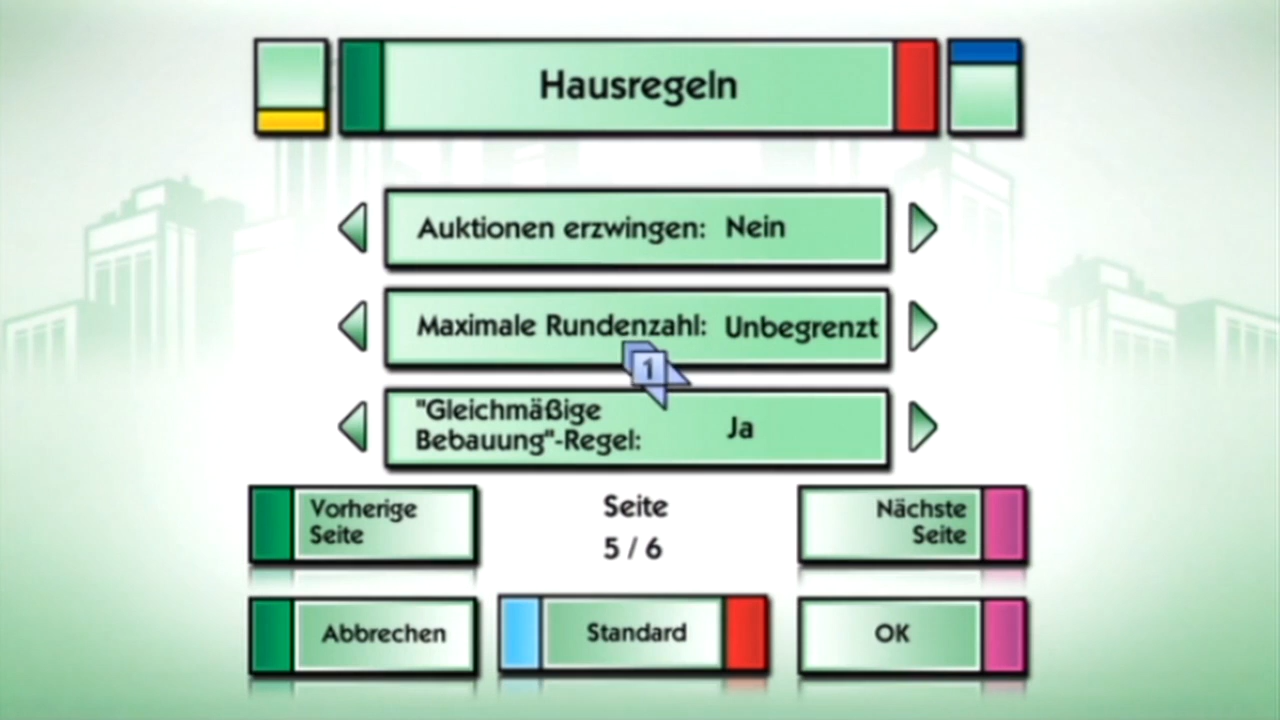 Hausregeln
Auktionen erzwingen: Nein
Maximale Rundenzahl: Unbegrenzt
1
"Gleichmäßige
Bebauung"-Regel: Ja
Vorherige
Seite
Seite
5 / 6
Nächste
Seite
Abbrechen
Standard
OK